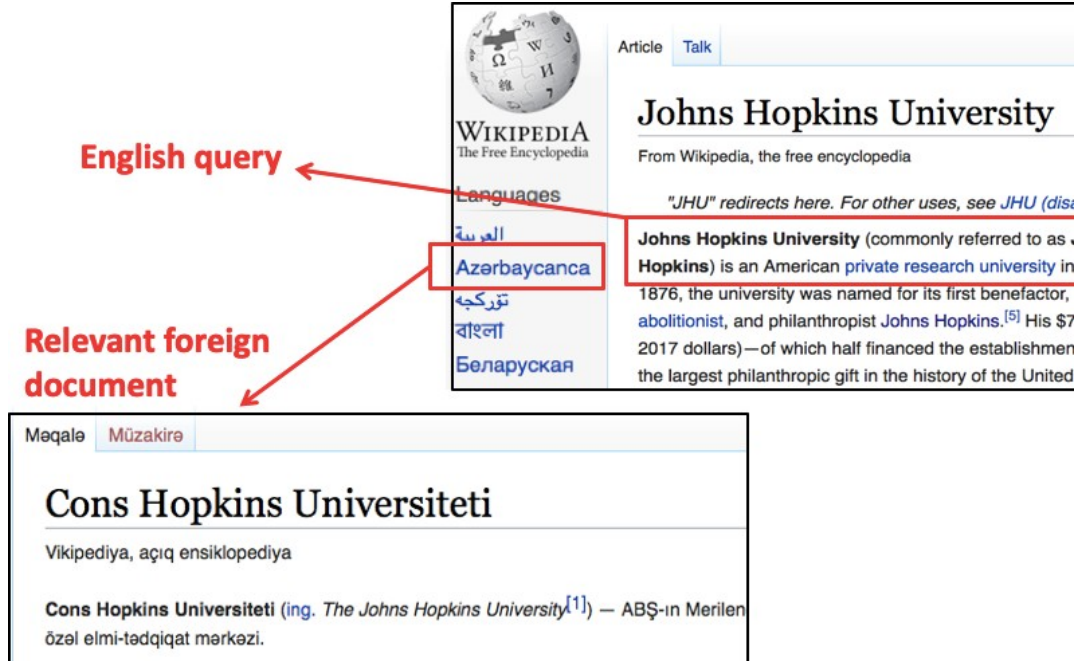 Article Talk
Johns Hopkins University
WIKIPEDIA
The Free Encyclopedia
From Wikipedia, the free encyclopedia
English query
Languages
"JHU" redirects here. For other uses, see JHU (disa
العربية
Johns Hopkins University (commonly referred to as J
Azərbaycanca
Hopkins) is an American private research university in
تۆرکجه
1876, the university was named for its first benefactor,
বাংলা
abolitionist, and philanthropist Johns Hopkins.[5] His $7
Беларуская
2017 dollars)—of which half financed the establishmen
the largest philanthropic gift in the history of the United
Relevant foreign
document
Məqalə Müzakirə
Cons Hopkins Universiteti
Vikipediya, açıq ensiklopediya
Cons Hopkins Universiteti (ing. The Johns Hopkins University[1]) — ABŞ-ın Merilen
özəl elmi-tədqiqat mərkəzi.